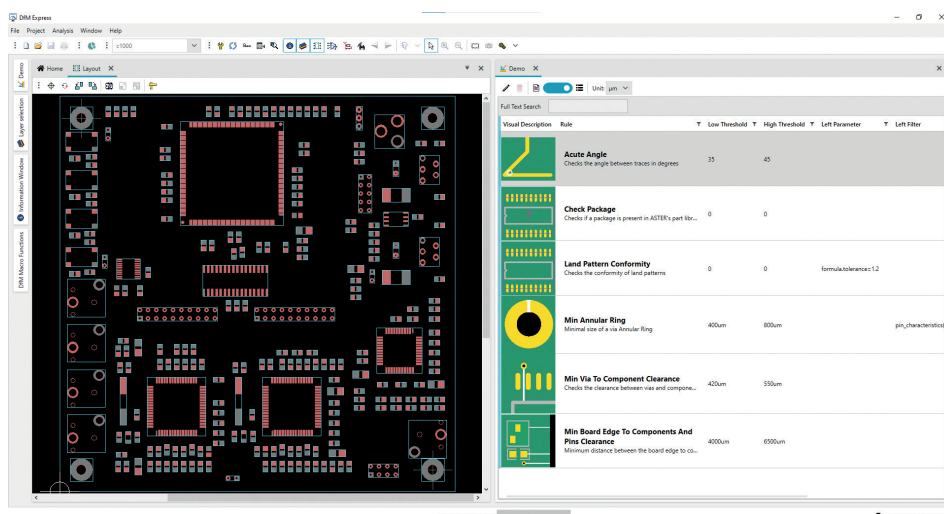 DfM Express
File Project Analysis Window Help
±1000
Demo
Layer selection
Information Window
DfM Macro Functions
Home Layout
Demo
Unit: µm
Full Text Search
Visual Description Rule Low Threshold High Threshold Left Parameter Left Filter
Acute Angle
Checks the angle between traces in degrees
35 45
Check Package
Checks if a package is present in ASTER's part libr...
0 0
Land Pattern Conformity
Checks the conformity of land patterns
0 0 formula.tolerance=1.2
Min Annular Ring
Minimal size of a via Annular Ring
400um 800um pin_characteristics(
Min Via To Component Clearance
Checks the clearance between vias and compone...
420um 550um
Min Board Edge To Components And
Pins Clearance
Minimum distance between the board edge to co...
4000um 6500um